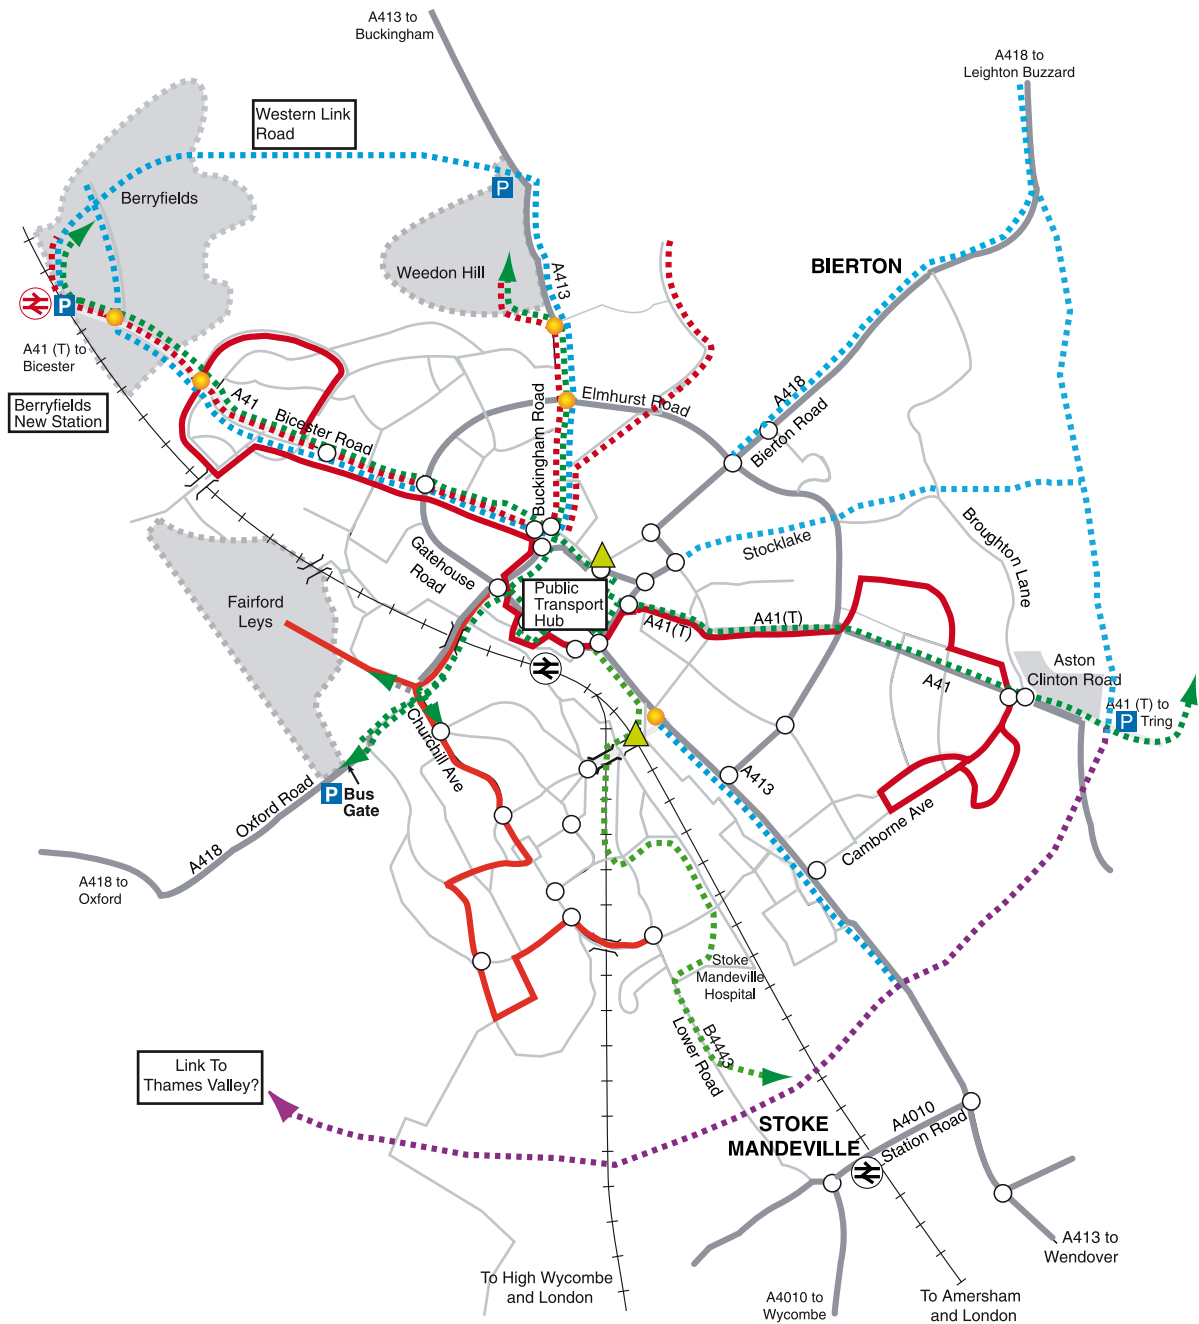 A413 to
Buckingham
A418 to
Leighton Buzzard
Western Link
Road
P
Berryfields
BIERTON
Weedon Hill
A413
P
A41 (T) to
Bicester
Berryfields
New Station
A41
Bicester Road
Buckingham Road
Elmhurst Road
A418
Bierton Road
Gatehouse
Road
Stocklake
Broughton Lane
Public
Transport
Hub
Fairford
Leys
A41(T)
A41(T)
A41
Aston
Clinton Road
A41 (T) to
Tring
P
Churchill Ave
A413
P
Bus
Gate
Oxford Road
A418
Camborne Ave
A418 to
Oxford
Stoke
Mandeville
Hospital
B4443
Lower Road
Link To
Thames Valley?
STOKE
MANDEVILLE
A4010
Station Road
A413 to
Wendover
To High Wycombe
and London
A4010 to
Wycombe
To Amersham
and London